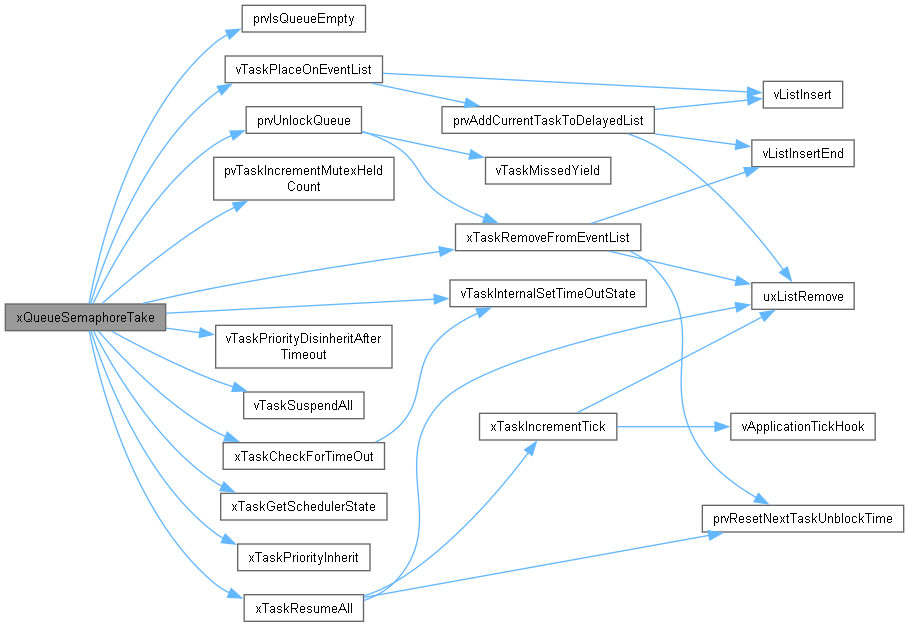 prvIsQueueEmpty
vTaskPlaceOnEventList
vListInsert
prvUnlockQueue
prvAddCurrentTaskToDelayedList
vListInsertEnd
pvTaskIncrementMutexHeld
Count
vTaskMissedYield
xTaskRemoveFromEventList
xQueueSemaphoreTake
vTaskInternalSetTimeOutState
uxListRemove
vTaskPriorityDisinheritAfter
Timeout
vTaskSuspendAll
xTaskIncrementTick
vApplicationTickHook
xTaskCheckForTimeOut
xTaskGetSchedulerState
prvResetNextTaskUnblockTime
xTaskPriorityInherit
xTaskResumeAll